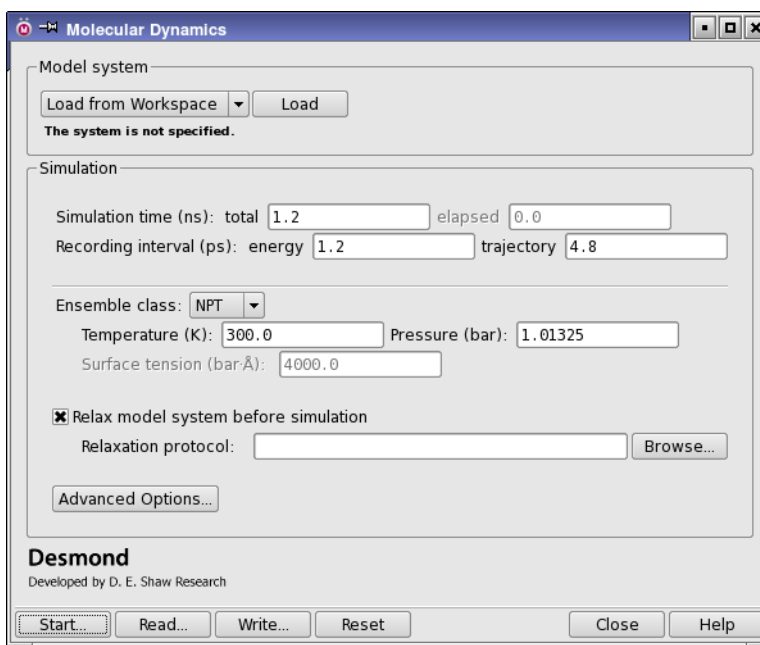 Molecular Dynamics
Model system
Load from Workspace Load
The system is not specified.
Simulation
Simulation time (ns): total 1.2 elapsed 0.0
Recording interval (ps): energy 1.2 trajectory 4.8
Ensemble class: NPT
Temperature (K): 300.0 Pressure (bar): 1.01325
Surface tension (bar·Å): 4000.0
Relax model system before simulation
Relaxation protocol: Browse...
Advanced Options...
Desmond
Developed by D. E. Shaw Research
Start... Read... Write... Reset Close Help